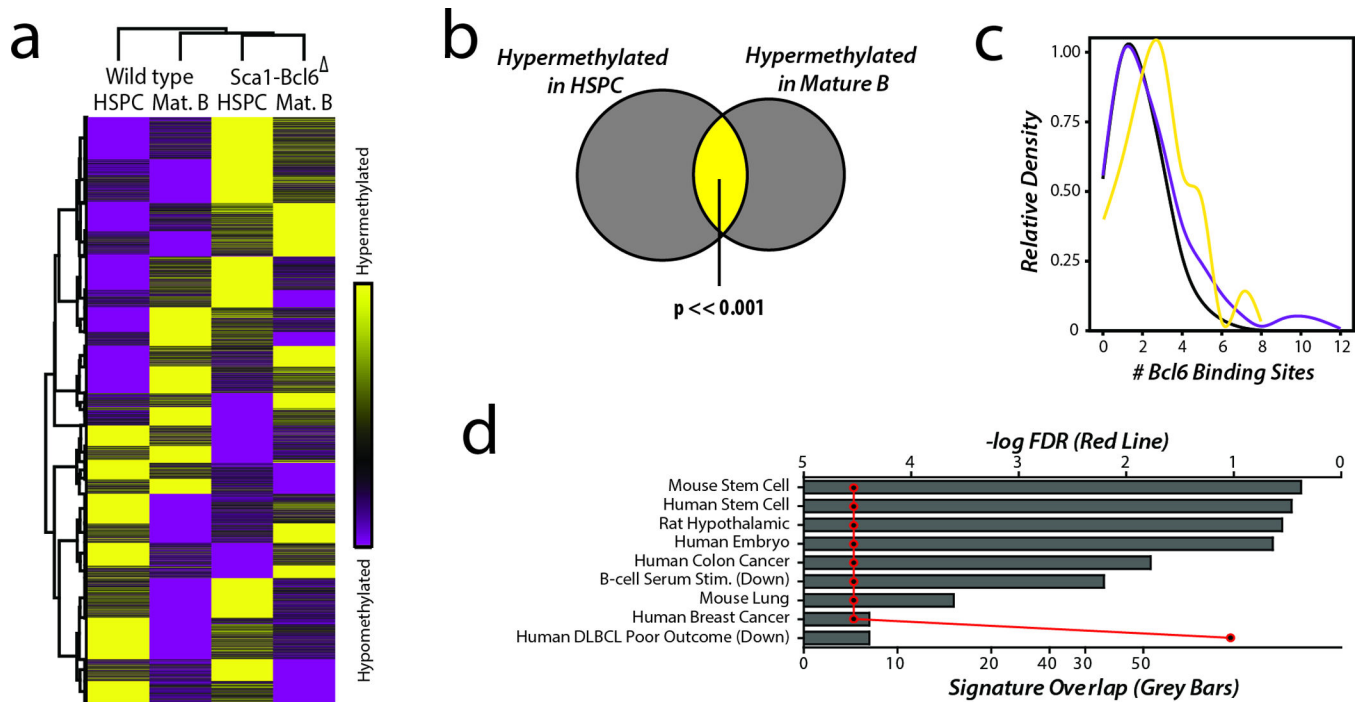 a
Wild type Sca1-Bcl6Δ
HSPC Mat. B HSPC Mat. B
Hypermethylated
Hypomethylated
b
Hypermethylated
in HSPC
Hypermethylated
in Mature B
p << 0.001
c
Relative Density
1.00
0.75
0.50
0.25
0
0 2 4 6 8 10 12
# Bcl6 Binding Sites
d
-log FDR (Red Line)
5 4 3 2 1 0
Mouse Stem Cell
Human Stem Cell
Rat Hypothalamic
Human Embryo
Human Colon Cancer
B-cell Serum Stim. (Down)
Mouse Lung
Human Breast Cancer
Human DLBCL Poor Outcome (Down)
0 10 20 40 30 50
Signature Overlap (Grey Bars)